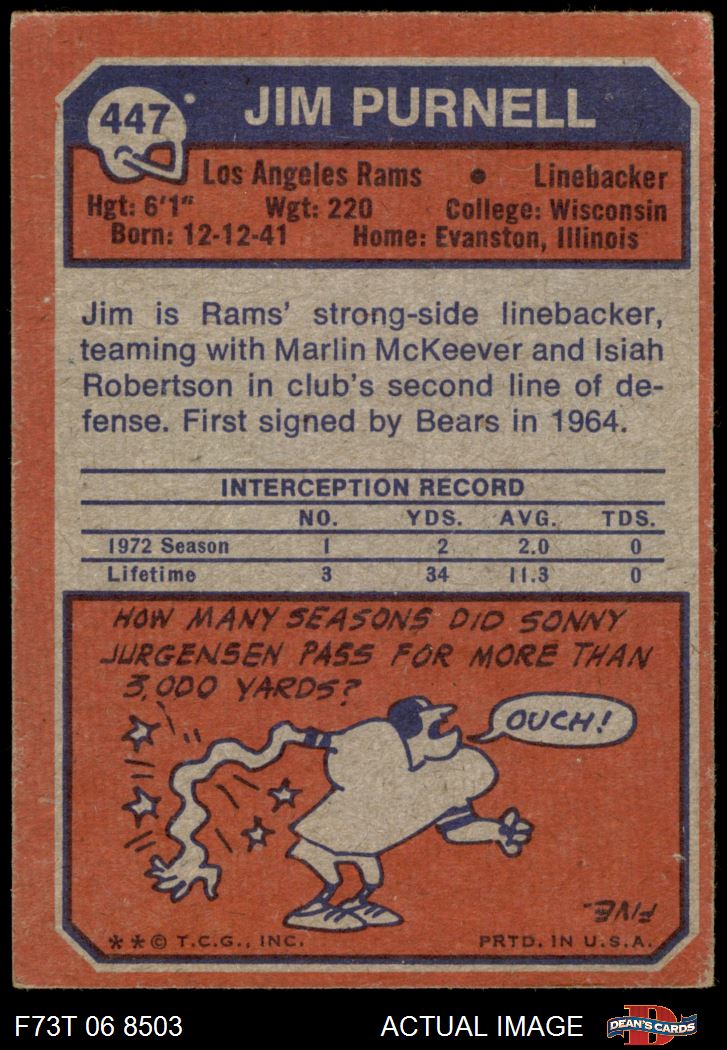 447
JIM PURNELL
Los Angeles Rams • Linebacker
Hgt: 6'1" Wgt: 220 College: Wisconsin
Born: 12-12-41 Home: Evanston, Illinois
Jim is Rams' strong-side linebacker,
teaming with Marlin McKeever and Isiah
Robertson in club's second line of de-
fense. First signed by Bears in 1964.
INTERCEPTION RECORD
NO. YDS. AVG. TDS.
1972 Season 1 2 2.0 0
Lifetime 3 34 11.3 0
HOW MANY SEASONS DID SONNY
JURGENSEN PASS FOR MORE THAN
3,000 YARDS?
OUCH!
FIVE.
**© T.C.G., INC. PRTD. IN U.S.A.
F73T 06 8503 ACTUAL IMAGE DEAN'S CARDS